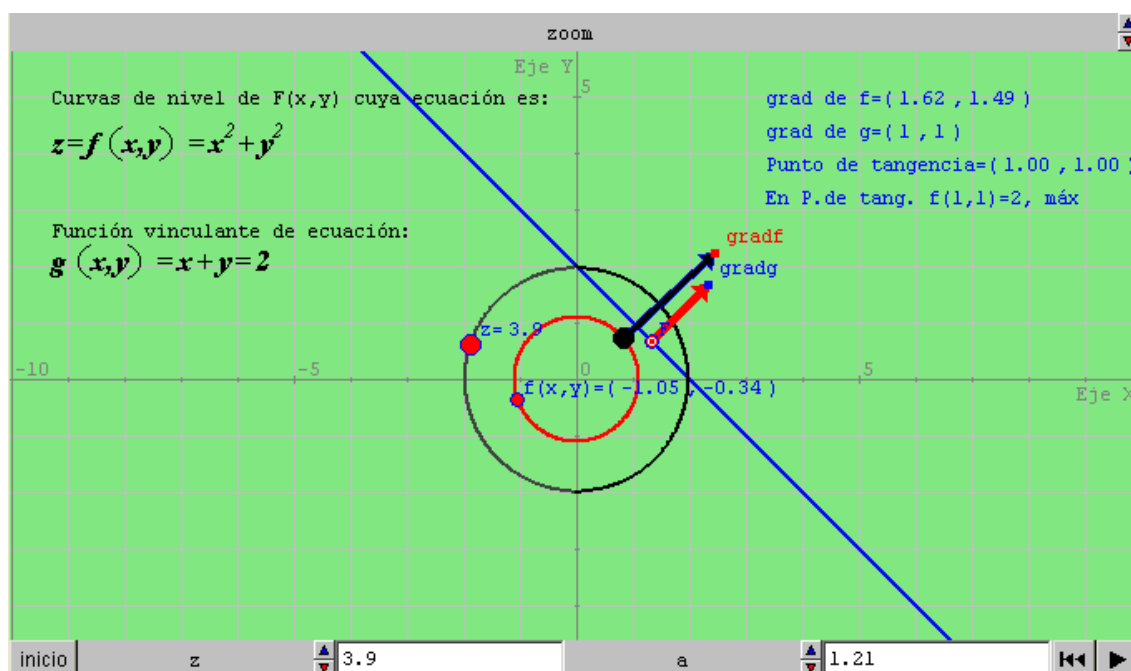 zoom
Eje Y
5
Curvas de nivel de F(x,y) cuya ecuación es:
z=f (x,y) =x²+y²
grad de f=( 1.62 , 1.49 )
grad de g=( 1 , 1 )
Punto de tangencia=( 1.00 , 1.00 )
En P.de tang. f(1,1)=2, máx
Función vinculante de ecuación:
g (x,y) =x+y=2
gradf
gradg
z= 3.9
-10
-5
0
5
f(x,y)=( -1.05 , -0.34 )
Eje X
inicio
z
3.9
a
1.21